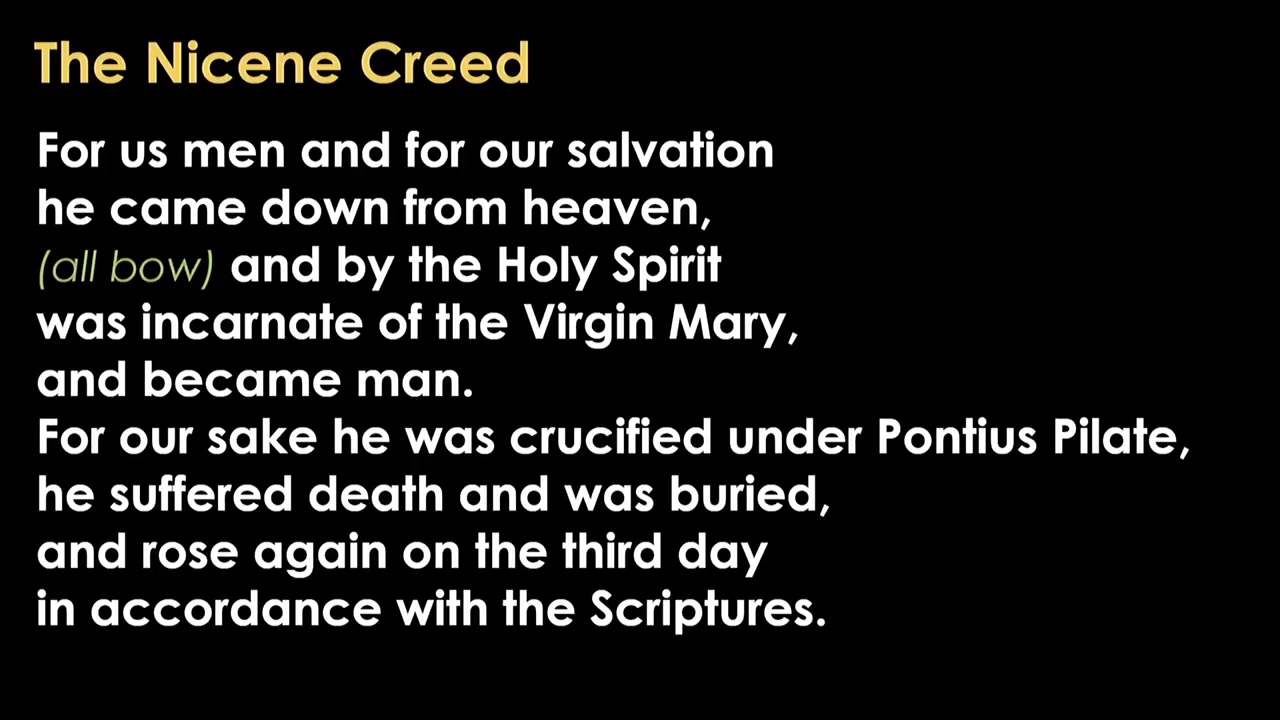 The Nicene Creed
For us men and for our salvation
he came down from heaven,
(all bow) and by the Holy Spirit
was incarnate of the Virgin Mary,
and became man.
For our sake he was crucified under Pontius Pilate,
he suffered death and was buried,
and rose again on the third day
in accordance with the Scriptures.